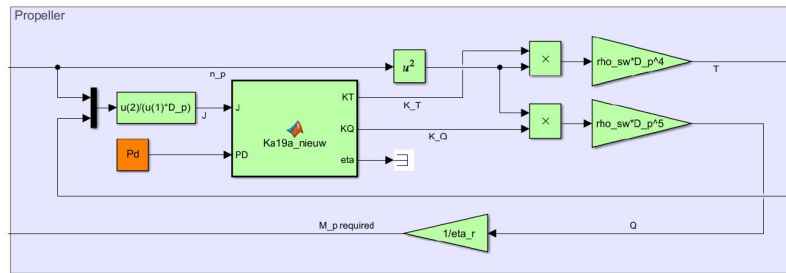 Propeller
n_p
u(2)/(u(1)*D_p)
J
Pd
J
PD
KT
KQ
eta
Ka19a_nieuw
K_T
K_Q
u²
×
×
rho_sw*D_p^4
T
rho_sw*D_p^5
M_p required
1/eta_r
Q